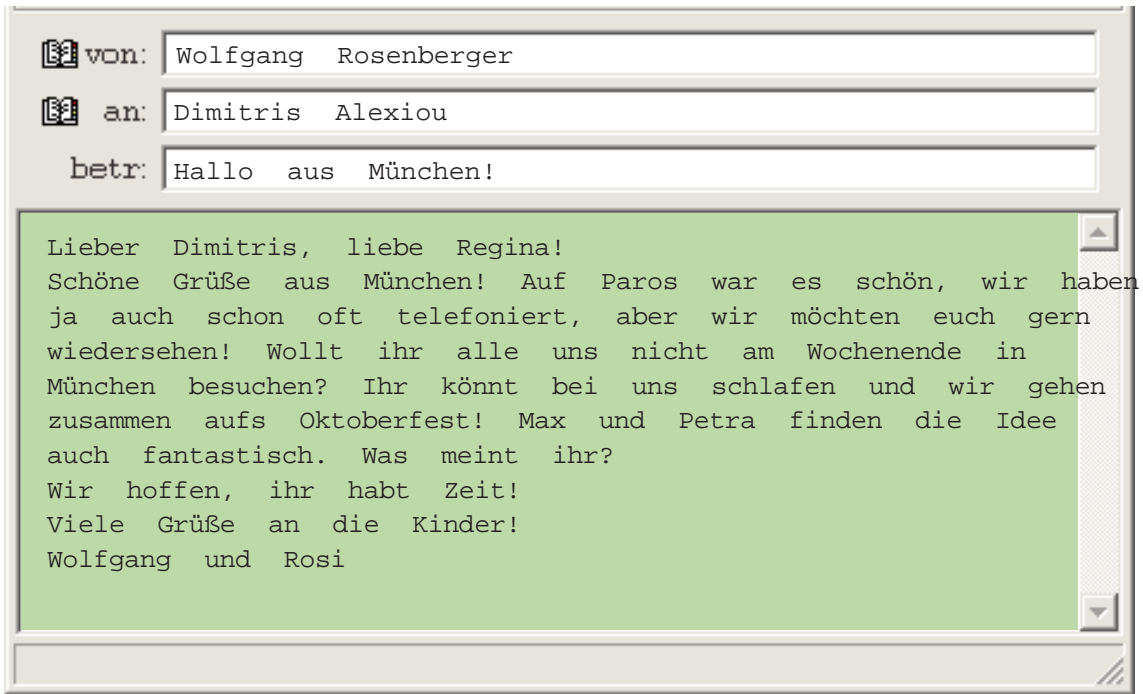 von: Wolfgang Rosenberger
an: Dimitris Alexiou
betr: Hallo aus München!
Lieber Dimitris, liebe Regina!
Schöne Grüße aus München! Auf Paros war es schön, wir haben
ja auch schon oft telefoniert, aber wir möchten euch gern
wiedersehen! Wollt ihr alle uns nicht am Wochenende in
München besuchen? Ihr könnt bei uns schlafen und wir gehen
zusammen aufs Oktoberfest! Max und Petra finden die Idee
auch fantastisch. Was meint ihr?
Wir hoffen, ihr habt Zeit!
Viele Grüße an die Kinder!
Wolfgang und Rosi